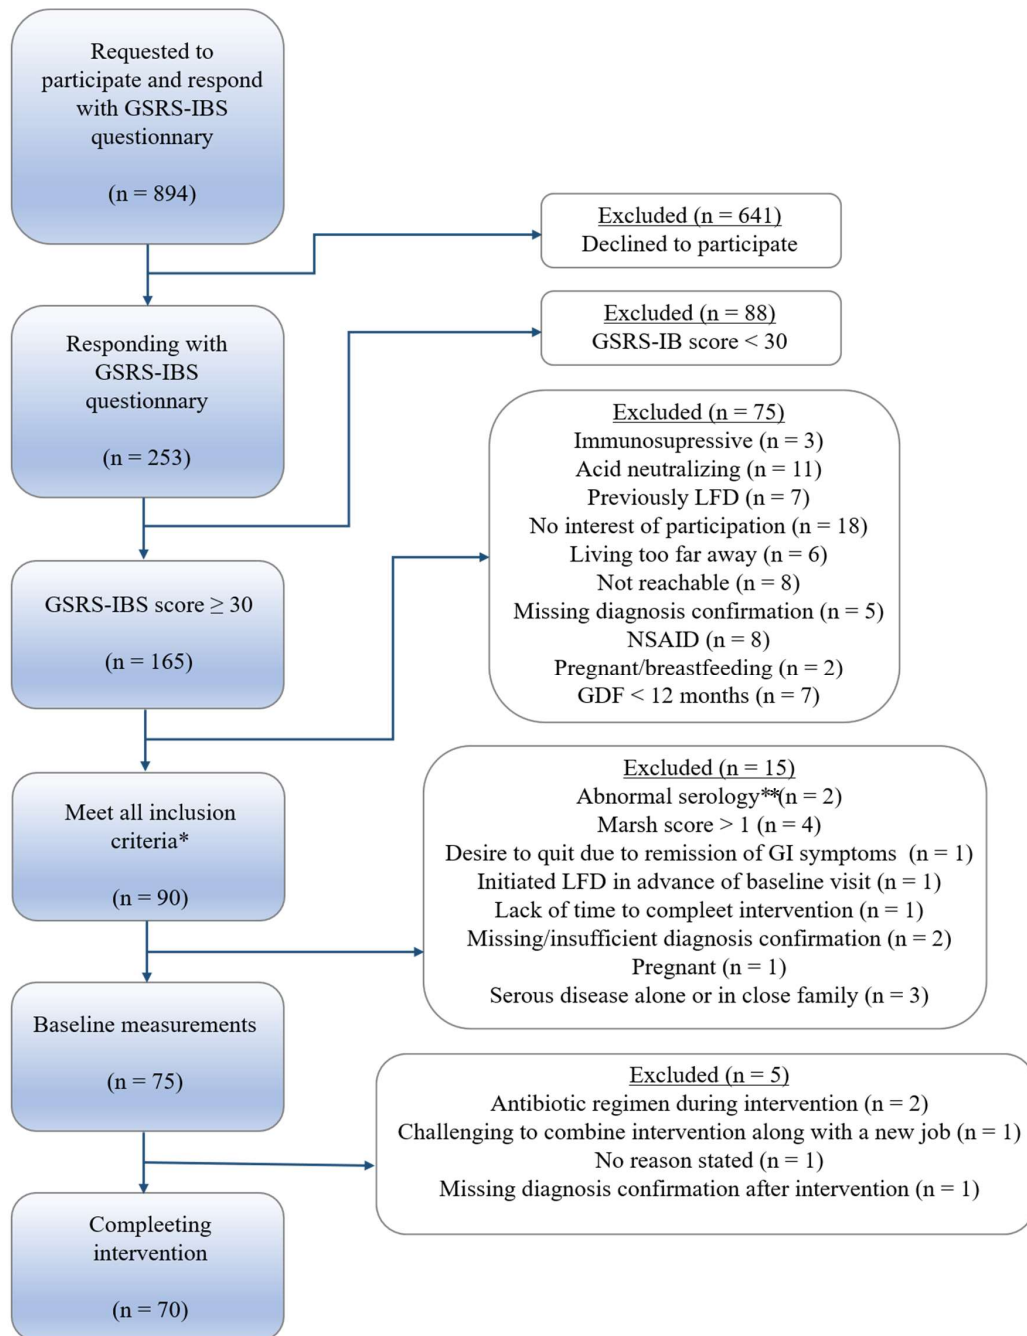 Requested to
participate and respond
with GSRS-IBS
questionnary
(n = 894)
Excluded (n = 641)
Declined to participate
Responding with
GSRS-IBS
questionnary
(n = 253)
Excluded (n = 88)
GSRS-IB score < 30
GSRS-IBS score ≥ 30
(n = 165)
Excluded (n = 75)
Immunosupressive (n = 3)
Acid neutralizing (n = 11)
Previously LFD (n = 7)
No interest of participation (n = 18)
Living too far away (n = 6)
Not reachable (n = 8)
Missing diagnosis confirmation (n = 5)
NSAID (n = 8)
Pregnant/breastfeeding (n = 2)
GDF < 12 months (n = 7)
Meet all inclusion
criteria*
(n = 90)
Excluded (n = 15)
Abnormal serology**(n = 2)
Marsh score > 1 (n = 4)
Desire to quit due to remission of GI symptoms (n = 1)
Initiated LFD in advance of baseline visit (n = 1)
Lack of time to compleet intervention (n = 1)
Missing/insufficient diagnosis confirmation (n = 2)
Pregnant (n = 1)
Serous disease alone or in close family (n = 3)
Baseline measurements
(n = 75)
Excluded (n = 5)
Antibiotic regimen during intervention (n = 2)
Challenging to combine intervention along with a new job (n = 1)
No reason stated (n = 1)
Missing diagnosis confirmation after intervention (n = 1)
Compleeting
intervention
(n = 70)